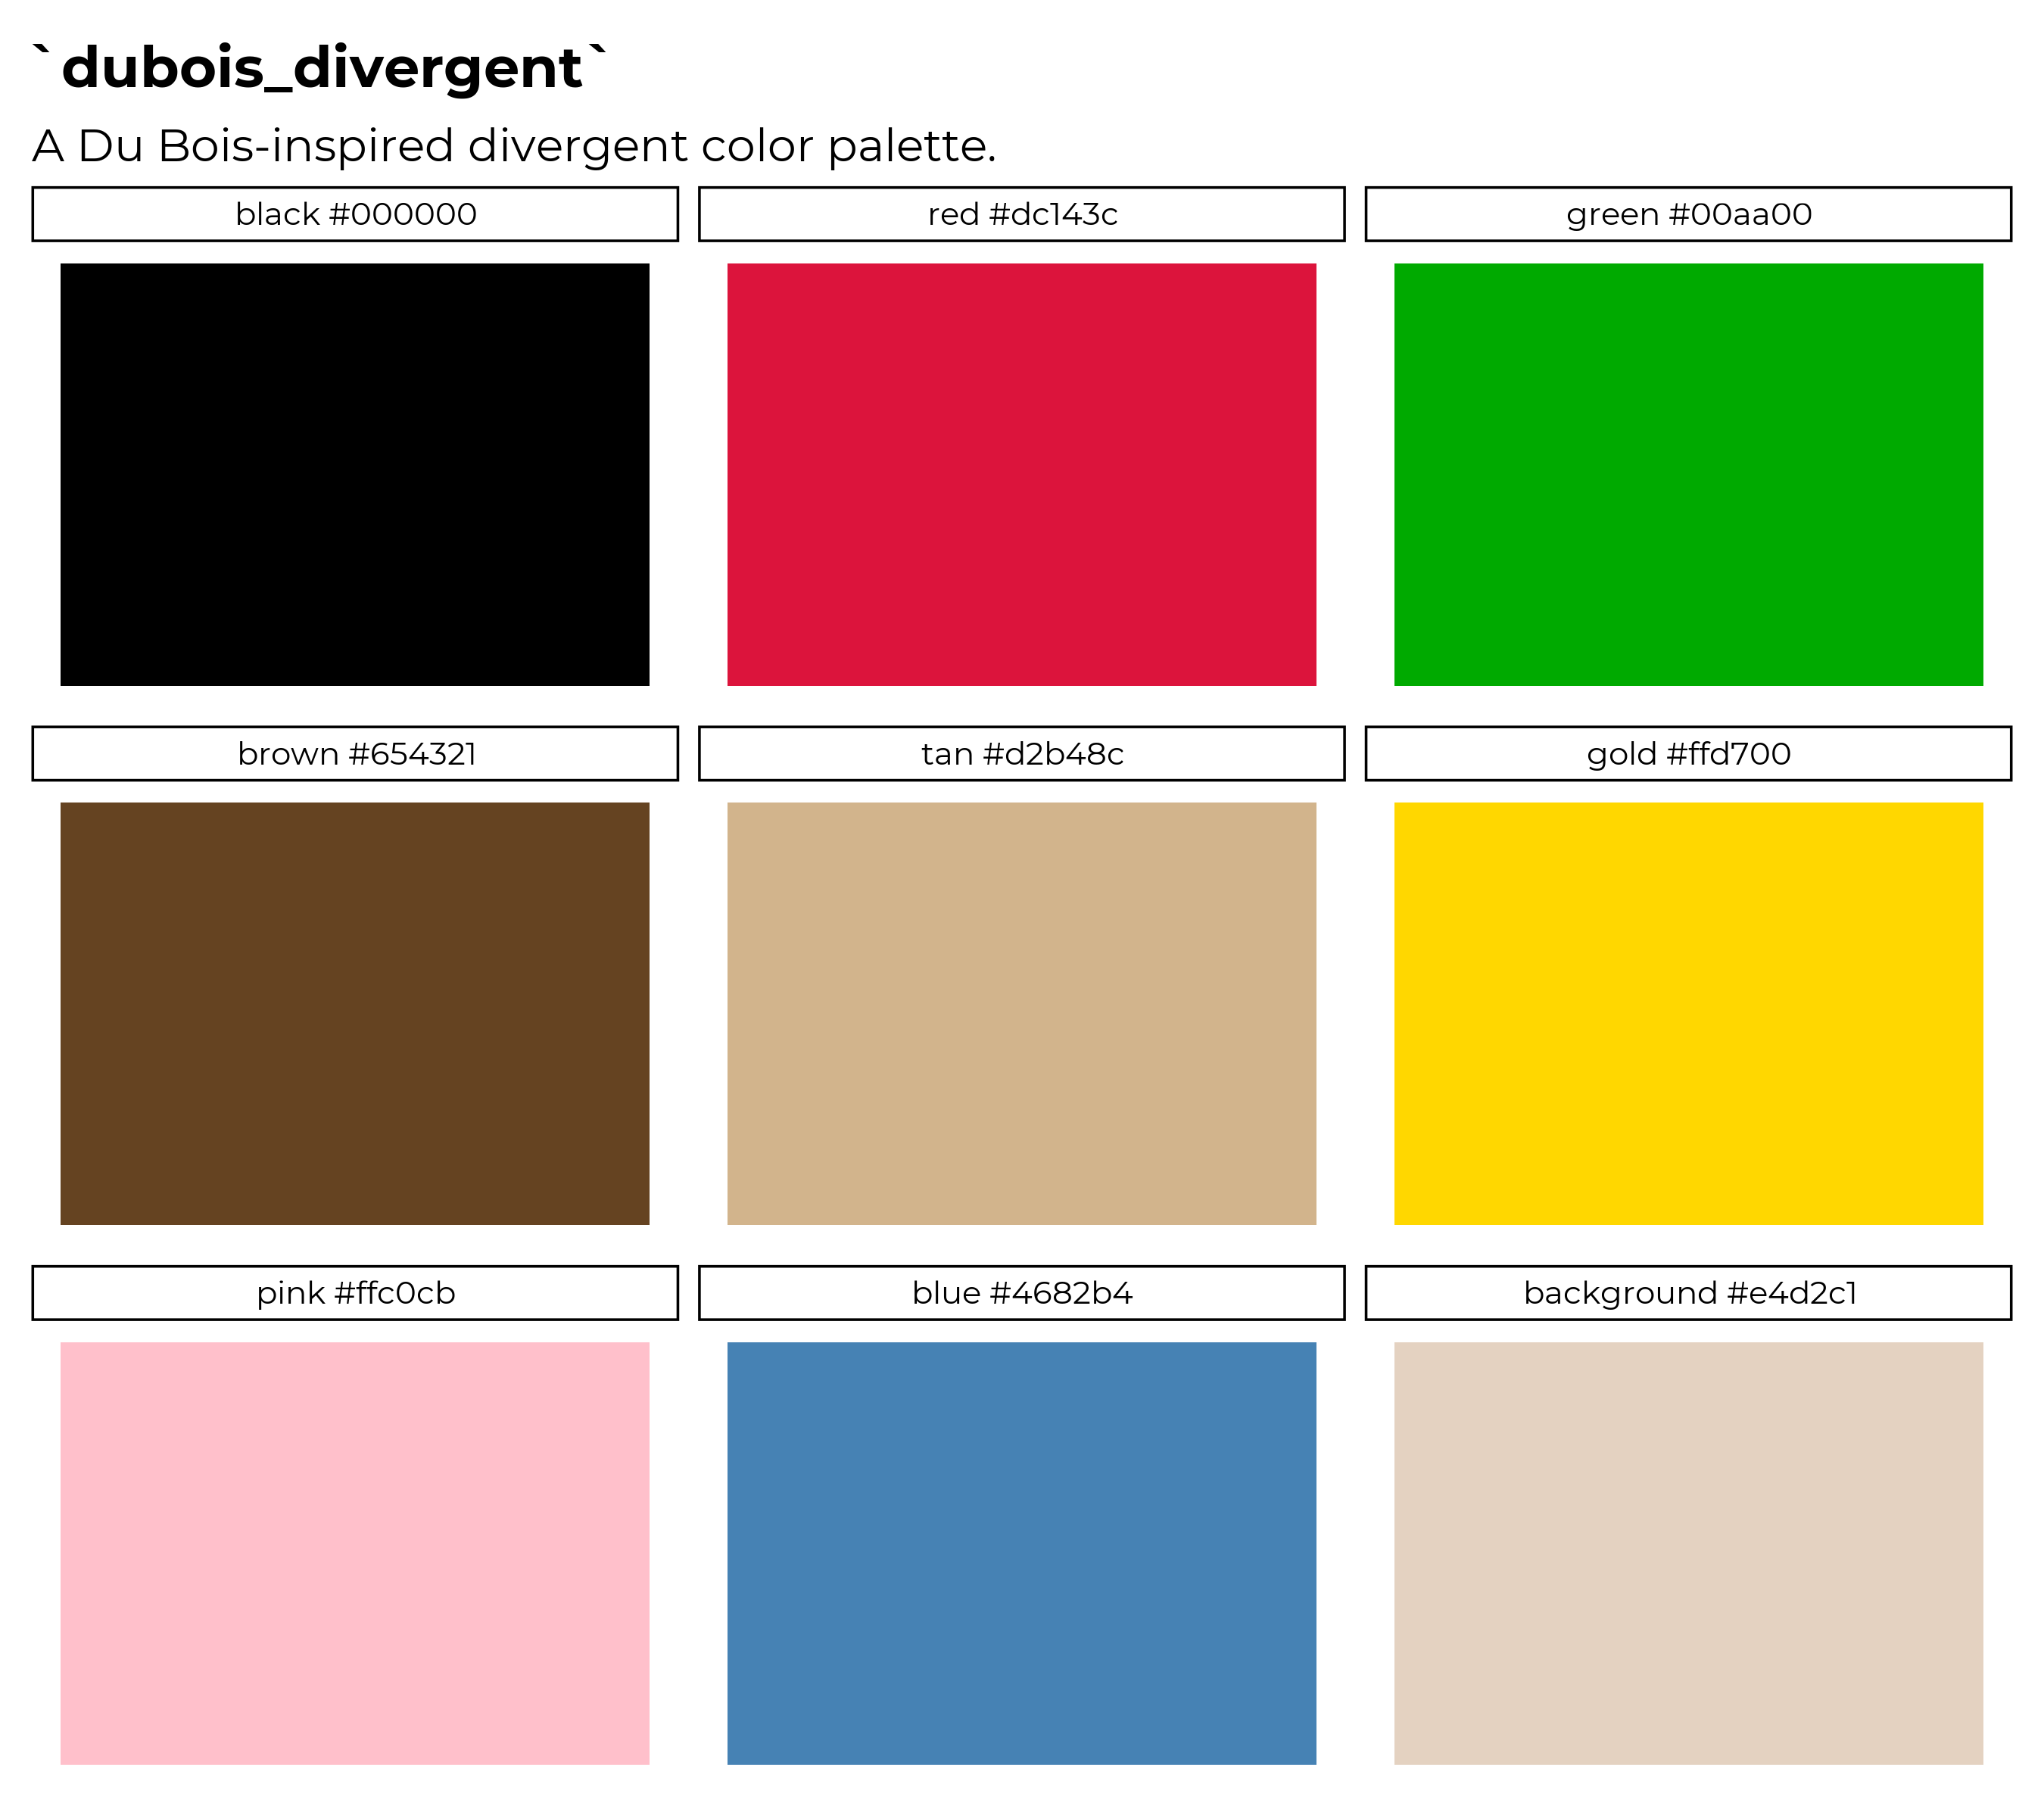 `dubois_divergent`
A Du Bois-inspired divergent color palette.
black #000000
red #dc143c
green #00aa00
brown #654321
tan #d2b48c
gold #ffd700
pink #ffc0cb
blue #4682b4
background #e4d2c1